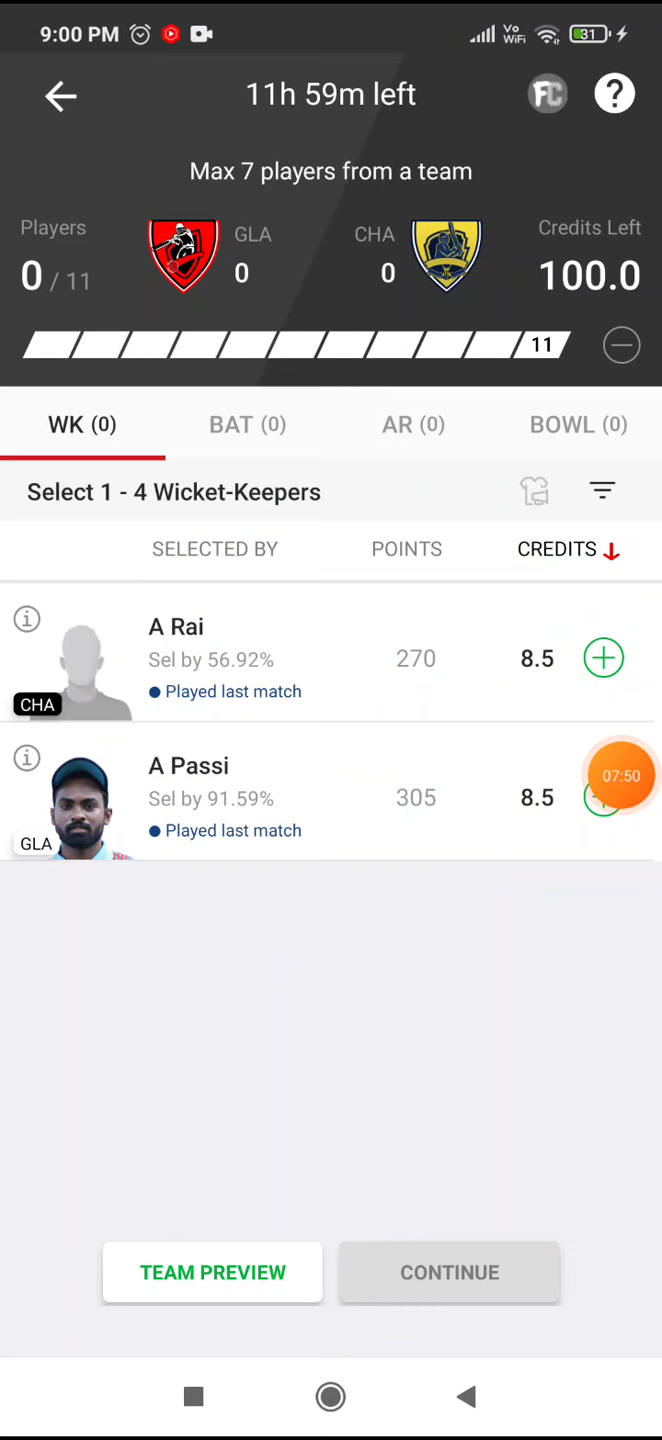 9:00 PM Vo WiFi 31
11h 59m left FC ?
Max 7 players from a team
Players GLA CHA Credits Left
0 / 11 0 0 100.0
11
WK (0) BAT (0) AR (0) BOWL (0)
Select 1 - 4 Wicket-Keepers
SELECTED BY POINTS CREDITS
A Rai
Sel by 56.92% 270 8.5
Played last match
CHA
A Passi
Sel by 91.59% 305 8.5 07:50
Played last match
GLA
TEAM PREVIEW CONTINUE